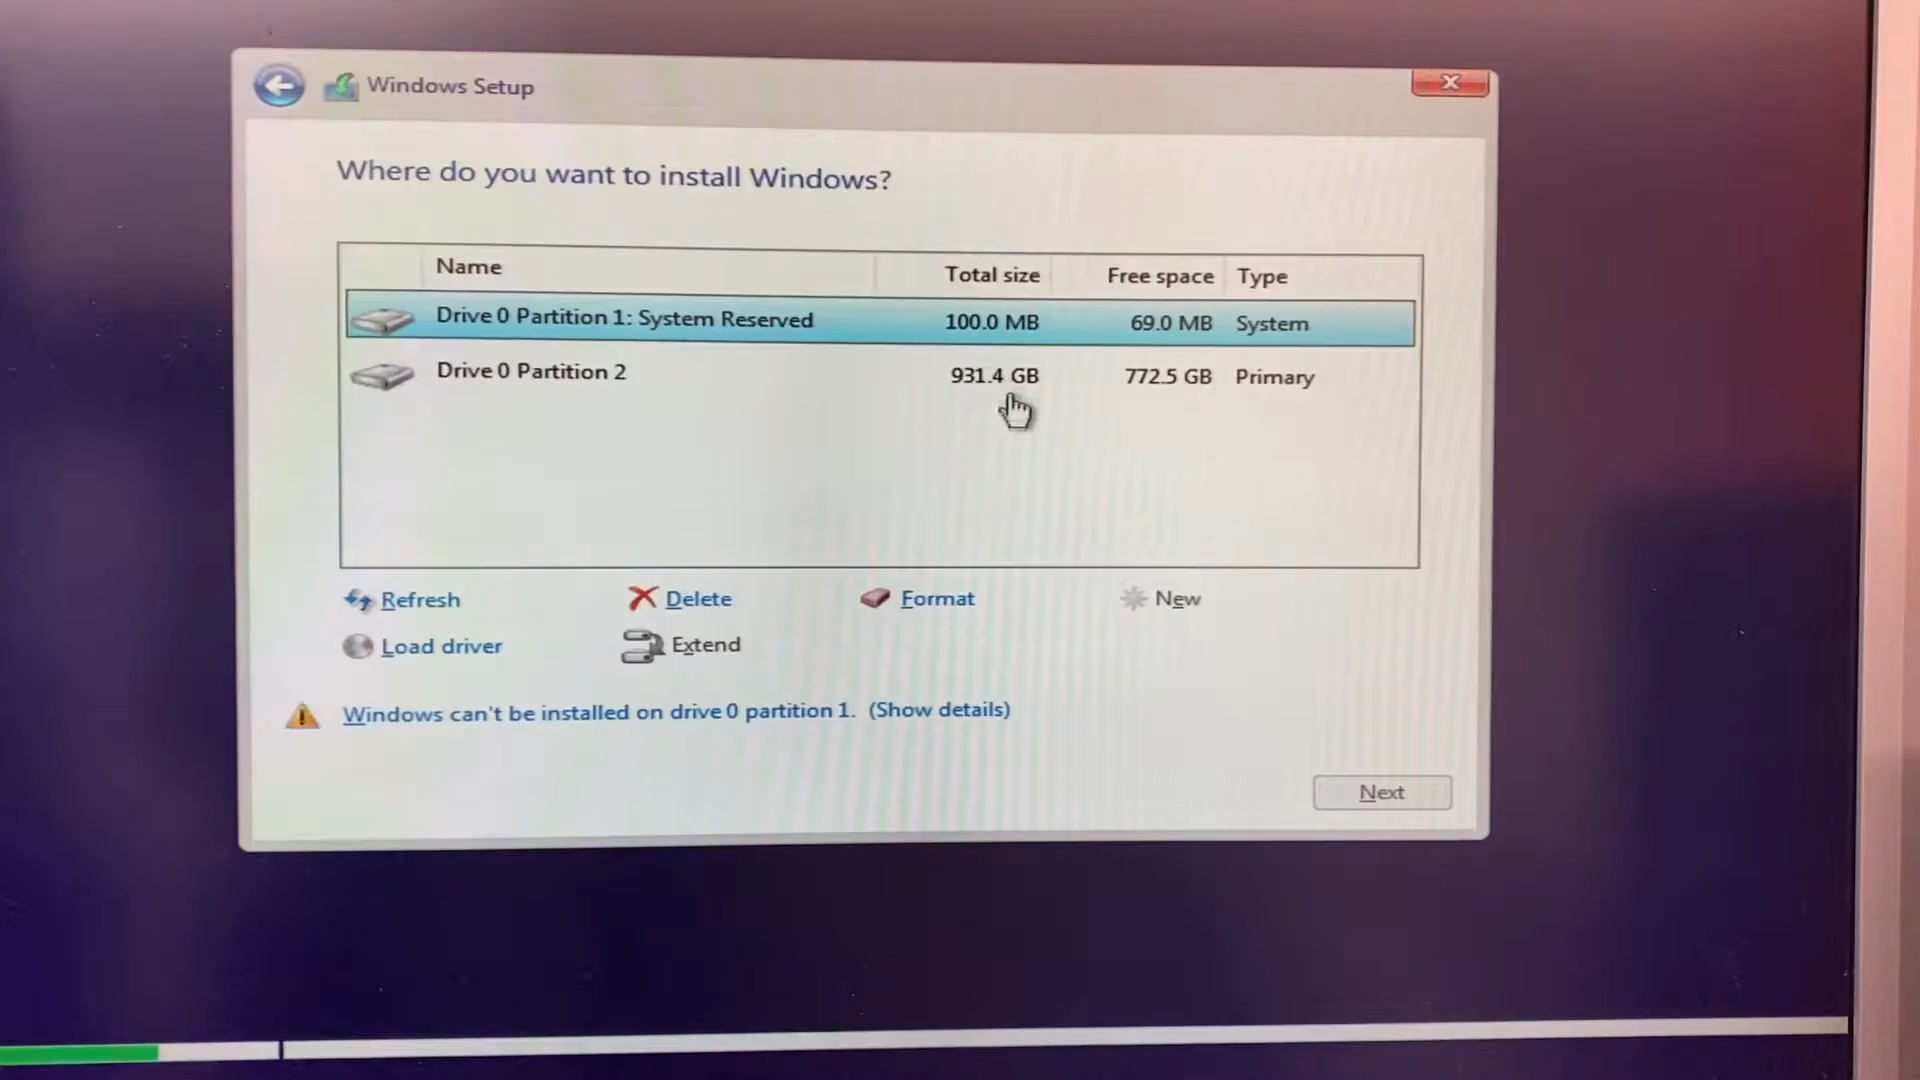 Windows Setup
Where do you want to install Windows?
Name Total size Free space Type
Drive 0 Partition 1: System Reserved 100.0 MB 69.0 MB System
Drive 0 Partition 2 931.4 GB 772.5 GB Primary
Refresh Delete Format New
Load driver Extend
Windows can't be installed on drive 0 partition 1. (Show details)
Next